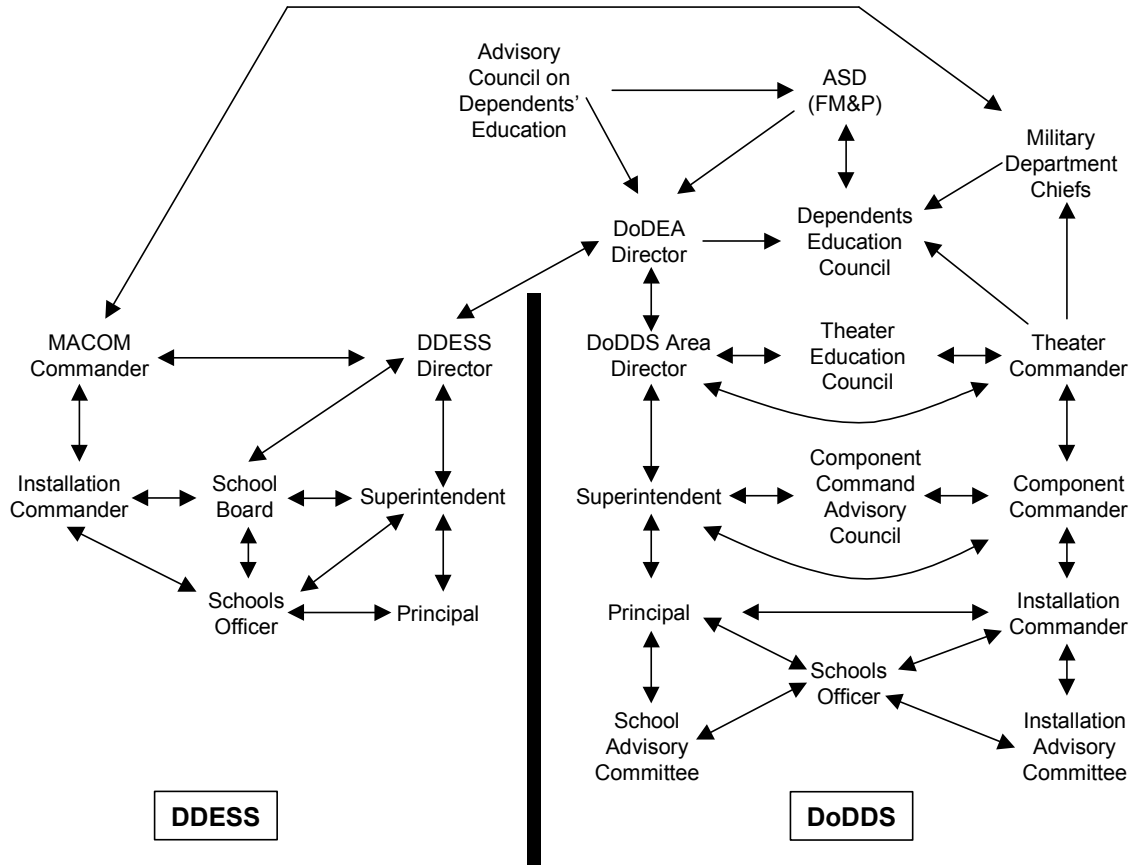 Advisory
Council on
Dependents’
Education
ASD
(FM&P)
Military
Department
Chiefs
DoDEA
Director
Dependents
Education
Council
MACOM
Commander
DDESS
Director
DoDDS Area
Director
Theater
Education
Council
Theater
Commander
Installation
Commander
School
Board
Superintendent
Superintendent
Component
Command
Advisory
Council
Component
Commander
Schools
Officer
Principal
Principal
Installation
Commander
Schools
Officer
School
Advisory
Committee
Installation
Advisory
Committee
DDESS
DoDDS